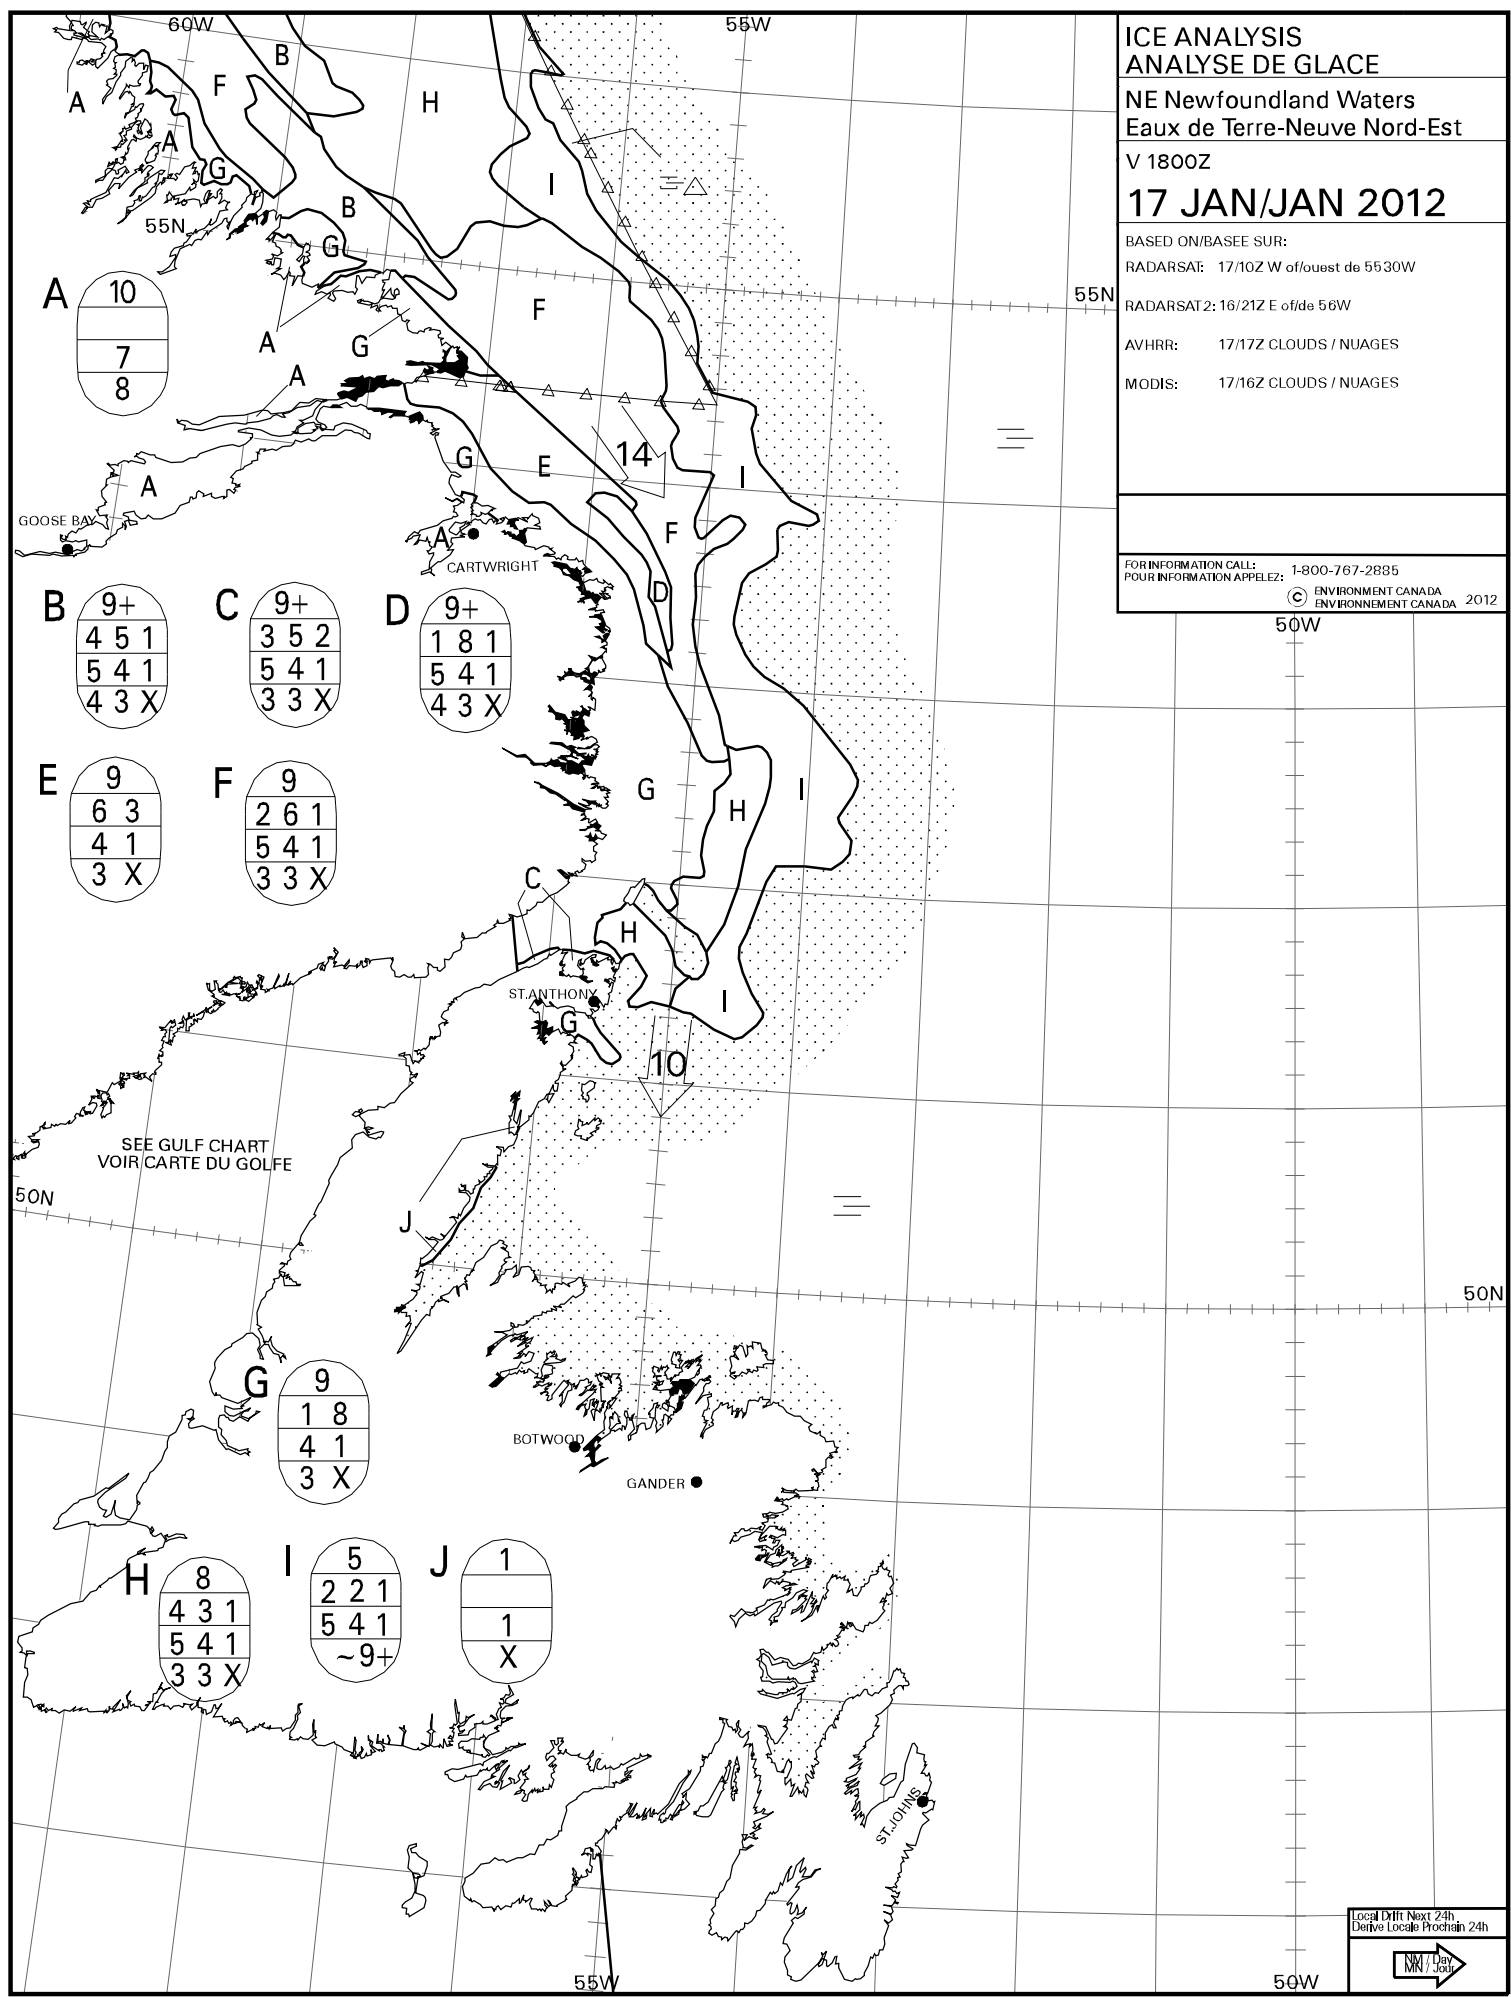 60W
55W
ICE ANALYSIS
ANALYSE DE GLACE
NE Newfoundland Waters
Eaux de Terre-Neuve Nord-Est
V 1800Z
17 JAN/JAN 2012
BASED ON/BASEE SUR:
RADARSAT: 17/10Z W of/ouest de 5530W
RADARSAT2: 16/21Z E of/de 56W
AVHRR: 17/17Z CLOUDS / NUAGES
MODIS: 17/16Z CLOUDS / NUAGES
FOR INFORMATION CALL:
POUR INFORMATION APPELEZ: 1-800-767-2885
© ENVIRONMENT CANADA
ENVIRONNEMENT CANADA 2012
B
F
H
A
A
G
I
B
55N
G
55N
F
A
G
A
A
10
7
8
14
G
E
I
A
GOOSE BAY
A
CARTWRIGHT
F
D
B
9+
4 5 1
5 4 1
4 3 X
C
9+
3 5 2
5 4 1
3 3 X
D
9+
1 8 1
5 4 1
4 3 X
50W
E
9
6 3
4 1
3 X
F
9
2 6 1
5 4 1
3 3 X
G
H
I
C
H
ST.ANTHONY
G
I
10
SEE GULF CHART
VOIR CARTE DU GOLFE
50N
J
50N
G
9
1 8
4 1
3 X
BOTWOOD
GANDER
H
8
4 3 1
5 4 1
3 3 X
I
5
2 2 1
5 4 1
~9+
J
1
1
X
ST.JOHNS
55W
50W
Local Drift Next 24h
Derive Locale Prochain 24h
NM / Day
MN / Jour